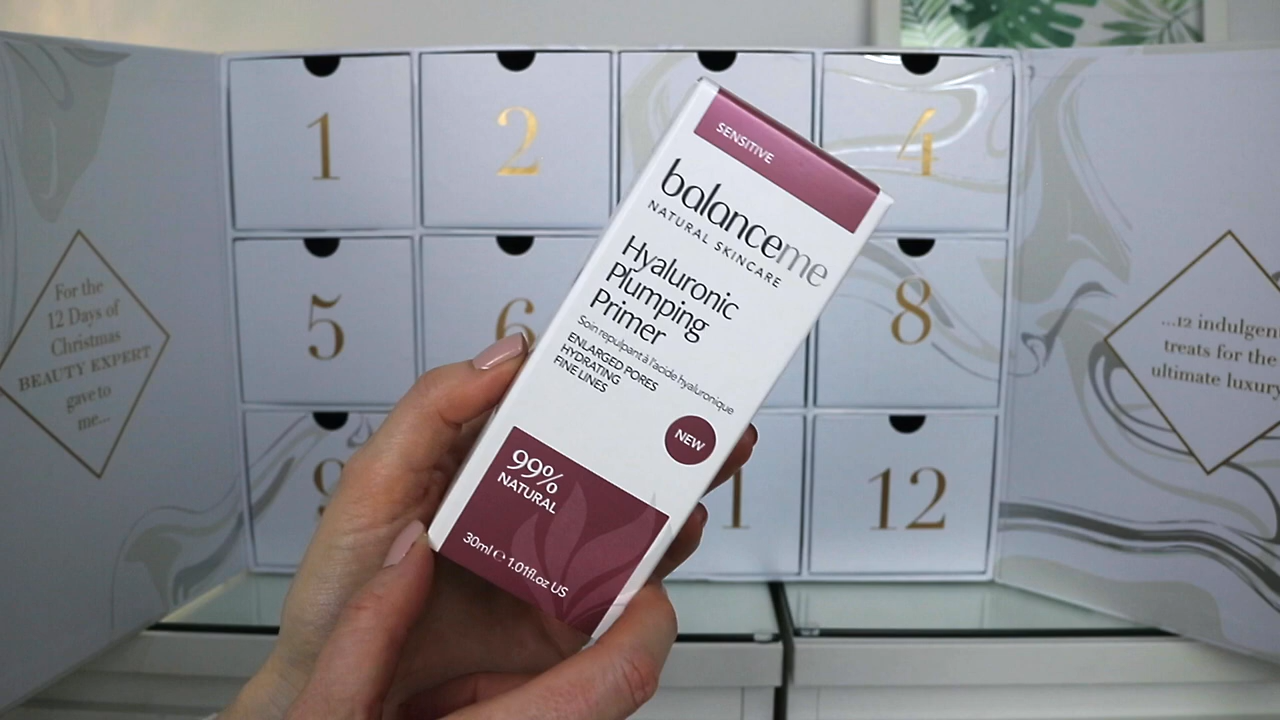 1
2
4
5
6
8
9
12
For the
12 Days of
Christmas
BEAUTY EXPERT
gave to
me...
...12 indulgent
treats for the
ultimate luxury
SENSITIVE
balanceme
NATURAL SKINCARE
Hyaluronic
Plumping
Primer
Soin repulpant à l'acide hyaluronique
ENLARGED PORES
HYDRATING
FINE LINES
NEW
99%
NATURAL
30ml e 1.01fl.oz US